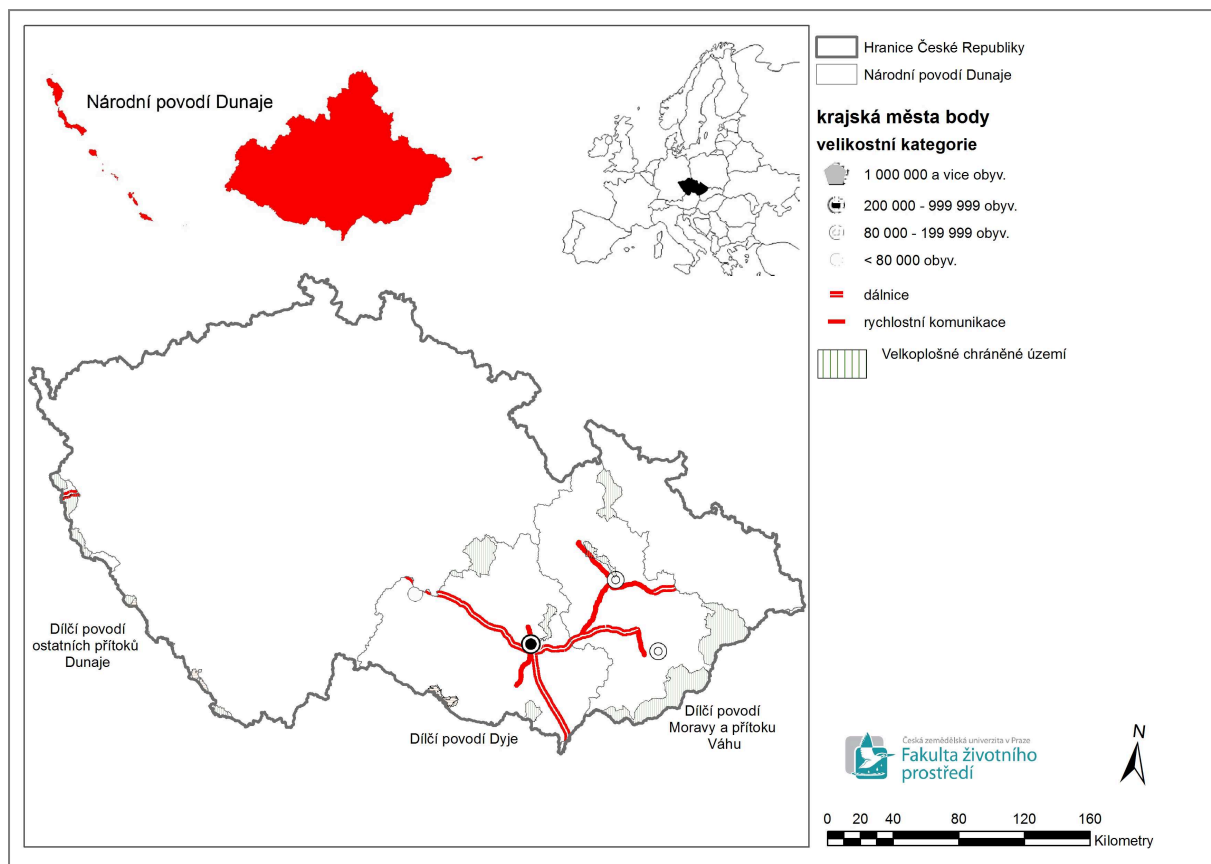 Národní povodí Dunaje
Hranice České Republiky
Národní povodí Dunaje
krajská města body
velikostní kategorie
1 000 000 a vice obyv.
200 000 - 999 999 obyv.
80 000 - 199 999 obyv.
< 80 000 obyv.
dálnice
rychlostní komunikace
Velkoplošné chráněné území
Dílčí povodí
ostatních přítoků
Dunaje
Dílčí povodí Dyje
Dílčí povodí
Moravy a přítoku
Váhu
Česká zemědělská univerzita v Praze
Fakulta životního
prostředí
N
0 20 40 80 120 160
Kilometry